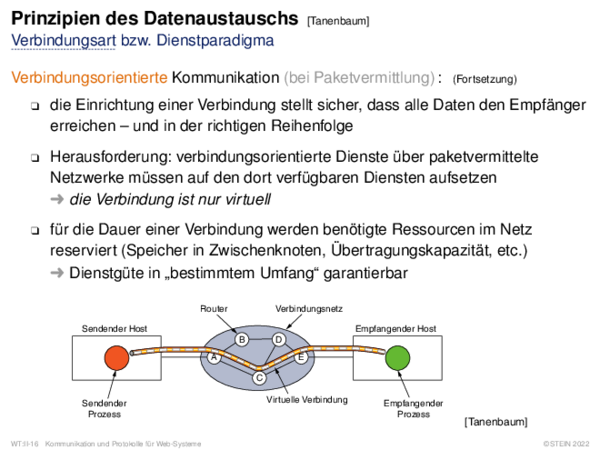 Prinzipien des Datenaustauschs [Tanenbaum]
Verbindungsart bzw. Dienstparadigma
Verbindungsorientierte Kommunikation (bei Paketvermittlung) : (Fortsetzung)
❑ die Einrichtung einer Verbindung stellt sicher, dass alle Daten den Empfänger
erreichen – und in der richtigen Reihenfolge
❑ Herausforderung: verbindungsorientierte Dienste über paketvermittelte
Netzwerke müssen auf den dort verfügbaren Diensten aufsetzen
➜ die Verbindung ist nur virtuell
❑ für die Dauer einer Verbindung werden benötigte Ressourcen im Netz
reserviert (Speicher in Zwischenknoten, Übertragungskapazität, etc.)
➜ Dienstgüte in „bestimmtem Umfang“ garantierbar
Router Verbindungsnetz
Sendender Host Empfangender Host
B D
A E
C
Virtuelle Verbindung
Sendender Empfangender
Prozess Prozess
[Tanenbaum]
WT:II-16 Kommunikation und Protokolle für Web-Systeme ©STEIN 2022